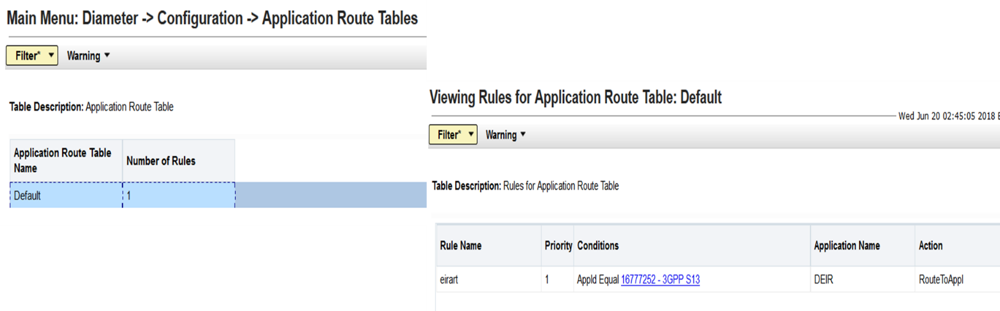 Main Menu: Diameter -> Configuration -> Application Route Tables
Filter* ▼ Warning ▼
Table Description: Application Route Table
Application Route Table Name Number of Rules
Default 1
Viewing Rules for Application Route Table: Default
Wed Jun 20 02:45:05 2018 E
Filter* ▼ Warning ▼
Table Description: Rules for Application Route Table
Rule Name Priority Conditions Application Name Action
eirart 1 AppId Equal 16777252 - 3GPP S13 DEIR RouteToAppl